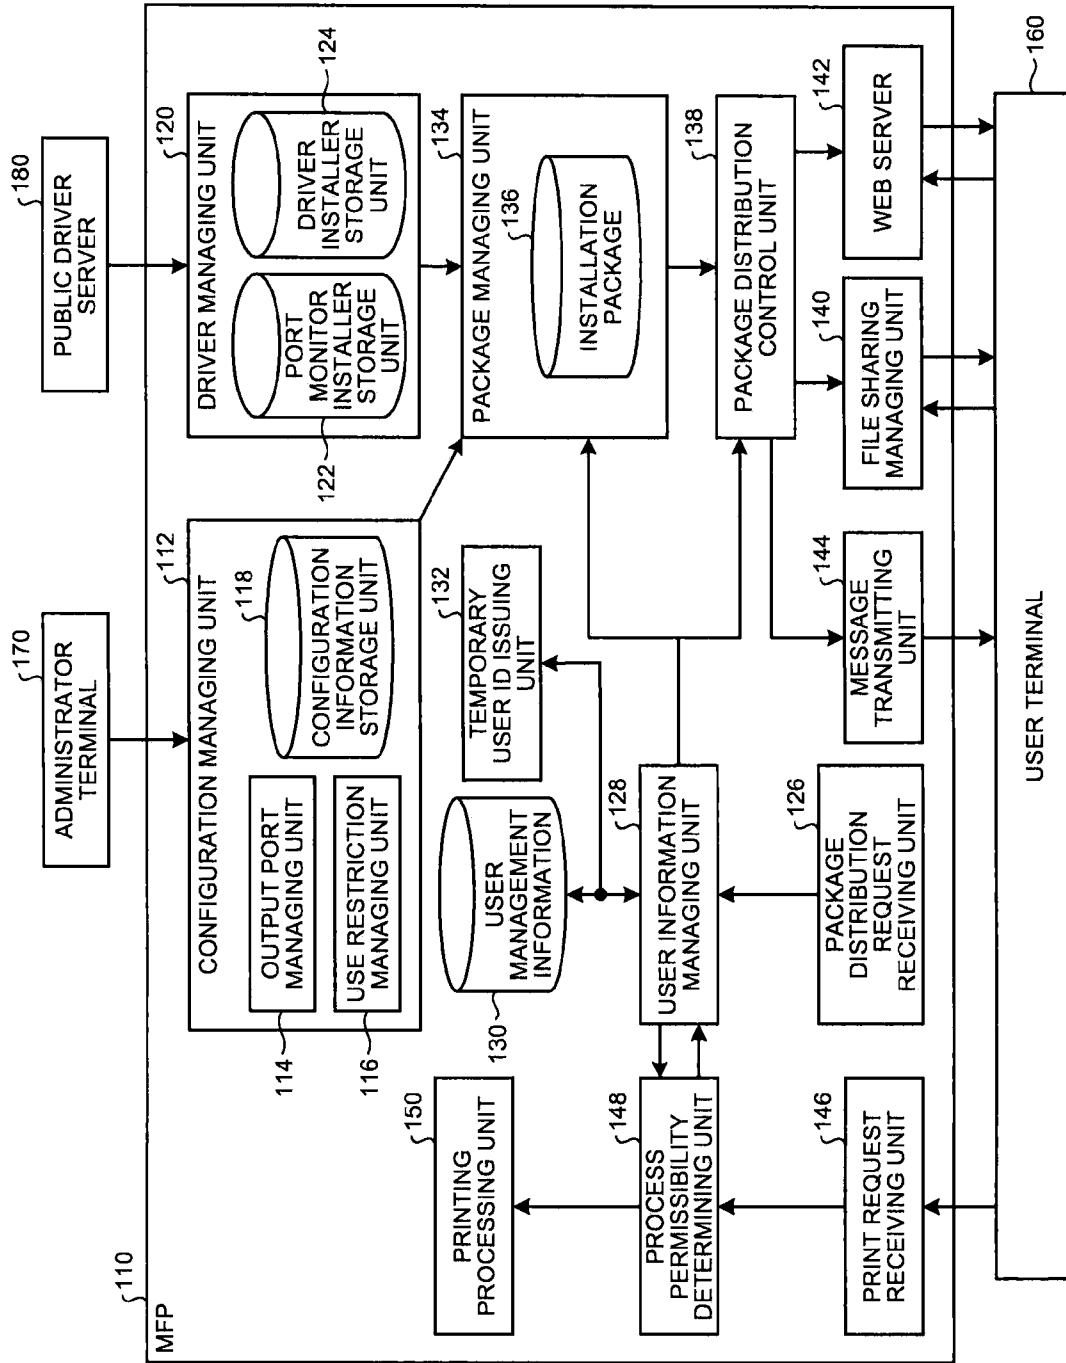 110
MFP
170
ADMINISTRATOR
TERMINAL
180
PUBLIC DRIVER
SERVER
112
CONFIGURATION MANAGING UNIT
OUTPUT PORT
MANAGING UNIT
114
USE RESTRICTION
MANAGING UNIT
116
118
CONFIGURATION
INFORMATION
STORAGE UNIT
120
DRIVER MANAGING UNIT
PORT
MONITOR
INSTALLER
STORAGE
UNIT
122
DRIVER
INSTALLER
STORAGE
UNIT
124
150
PRINTING
PROCESSING UNIT
USER
MANAGEMENT
INFORMATION
130
132
TEMPORARY
USER ID ISSUING
UNIT
134
PACKAGE MANAGING UNIT
136
INSTALLATION
PACKAGE
148
PROCESS
PERMISSIBILITY
DETERMINING UNIT
128
USER INFORMATION
MANAGING UNIT
138
PACKAGE DISTRIBUTION
CONTROL UNIT
146
PRINT REQUEST
RECEIVING UNIT
126
PACKAGE
DISTRIBUTION
REQUEST
RECEIVING UNIT
144
MESSAGE
TRANSMITTING
UNIT
140
FILE SHARING
MANAGING UNIT
142
WEB SERVER
160
USER TERMINAL